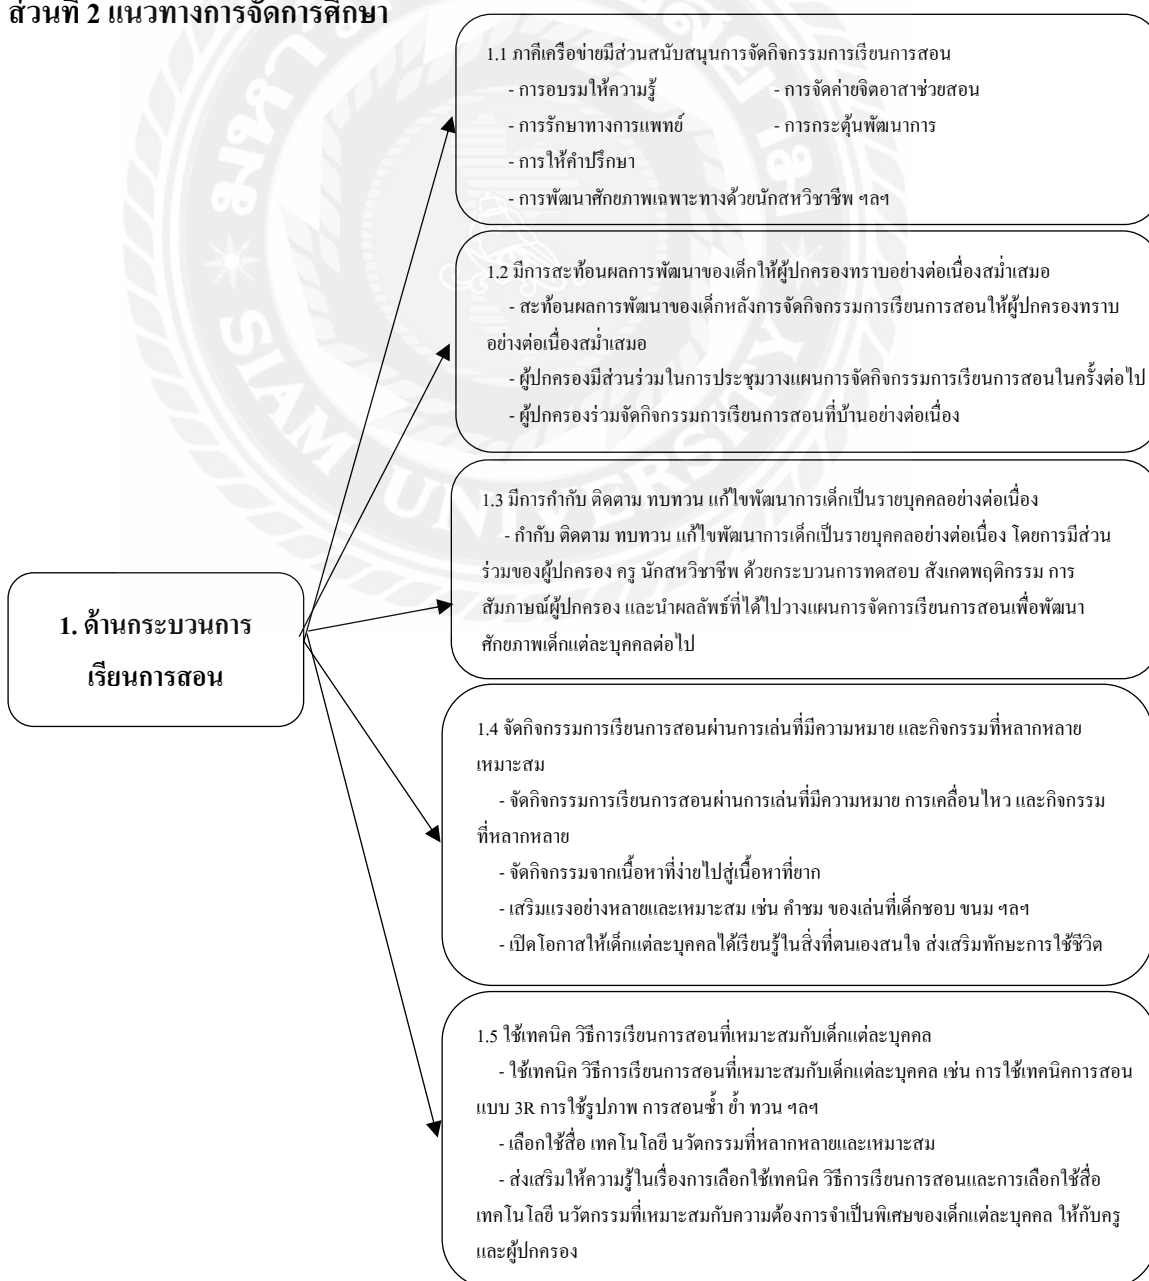 ส่วนที่ 2 แนวทางการจัดการศึกษา
1.1 ภาคีเครือข่ายมีส่วนสนับสนุนการจัดกิจกรรมการเรียนการสอน
- การอบรมให้ความรู้ - การจัดค่ายจิตอาสาช่วยสอน
- การรักษาทางการแพทย์ - การกระตุ้นพัฒนาการ
- การให้คำปรึกษา
- การพัฒนาศักยภาพเฉพาะทางด้วยนักสหวิชาชีพ ฯลฯ
1.2 มีการสะท้อนผลการพัฒนาของเด็กให้ผู้ปกครองทราบอย่างต่อเนื่องสม่ำเสมอ
- สะท้อนผลการพัฒนาของเด็กหลังการจัดกิจกรรมการเรียนการสอนให้ผู้ปกครองทราบ
อย่างต่อเนื่องสม่ำเสมอ
- ผู้ปกครองมีส่วนร่วมในการประชุมวางแผนการจัดกิจกรรมการเรียนการสอนในครั้งต่อไป
- ผู้ปกครองร่วมจัดกิจกรรมการเรียนการสอนที่บ้านอย่างต่อเนื่อง
1.3 มีการกำกับ ติดตาม ทบทวน แก้ไขพัฒนาการเด็กเป็นรายบุคคลอย่างต่อเนื่อง
- กำกับ ติดตาม ทบทวน แก้ไขพัฒนาการเด็กเป็นรายบุคคลอย่างต่อเนื่อง โดยการมีส่วน
ร่วมของผู้ปกครอง ครู นักสหวิชาชีพ ด้วยกระบวนการทดสอบ สังเกตพฤติกรรม การ
สัมภาษณ์ผู้ปกครอง และนำผลลัพธ์ที่ได้ไปวางแผนการจัดการเรียนการสอนเพื่อพัฒนา
ศักยภาพเด็กแต่ละบุคคลต่อไป
1. ด้านกระบวนการ
เรียนการสอน
1.4 จัดกิจกรรมการเรียนการสอนผ่านการเล่นที่มีความหมาย และกิจกรรมที่หลากหลาย
เหมาะสม
- จัดกิจกรรมการเรียนการสอนผ่านการเล่นที่มีความหมาย การเคลื่อนไหว และกิจกรรม
ที่หลากหลาย
- จัดกิจกรรมจากเนื้อหาที่ง่ายไปสู่เนื้อหาที่ยาก
- เสริมแรงอย่างหลายและเหมาะสม เช่น คำชม ของเล่นที่เด็กชอบ ขนม ฯลฯ
- เปิดโอกาสให้เด็กแต่ละบุคคลได้เรียนรู้ในสิ่งที่ตนเองสนใจ ส่งเสริมทักษะการใช้ชีวิต
1.5 ใช้เทคนิค วิธีการเรียนการสอนที่เหมาะสมกับเด็กแต่ละบุคคล
- ใช้เทคนิค วิธีการเรียนการสอนที่เหมาะสมกับเด็กแต่ละบุคคล เช่น การใช้เทคนิคการสอน
แบบ 3R การใช้รูปภาพ การสอนซ้ำ ย้ำ ทวน ฯลฯ
- เลือกใช้สื่อ เทคโนโลยี นวัตกรรมที่หลากหลายและเหมาะสม
- ส่งเสริมให้ความรู้ในเรื่องการเลือกใช้เทคนิค วิธีการเรียนการสอนและการเลือกใช้สื่อ
เทคโนโลยี นวัตกรรมที่เหมาะสมกับความต้องการจำเป็นพิเศษของเด็กแต่ละบุคคล ให้กับครู
และผู้ปกครอง
SIAM UNIVERSITY